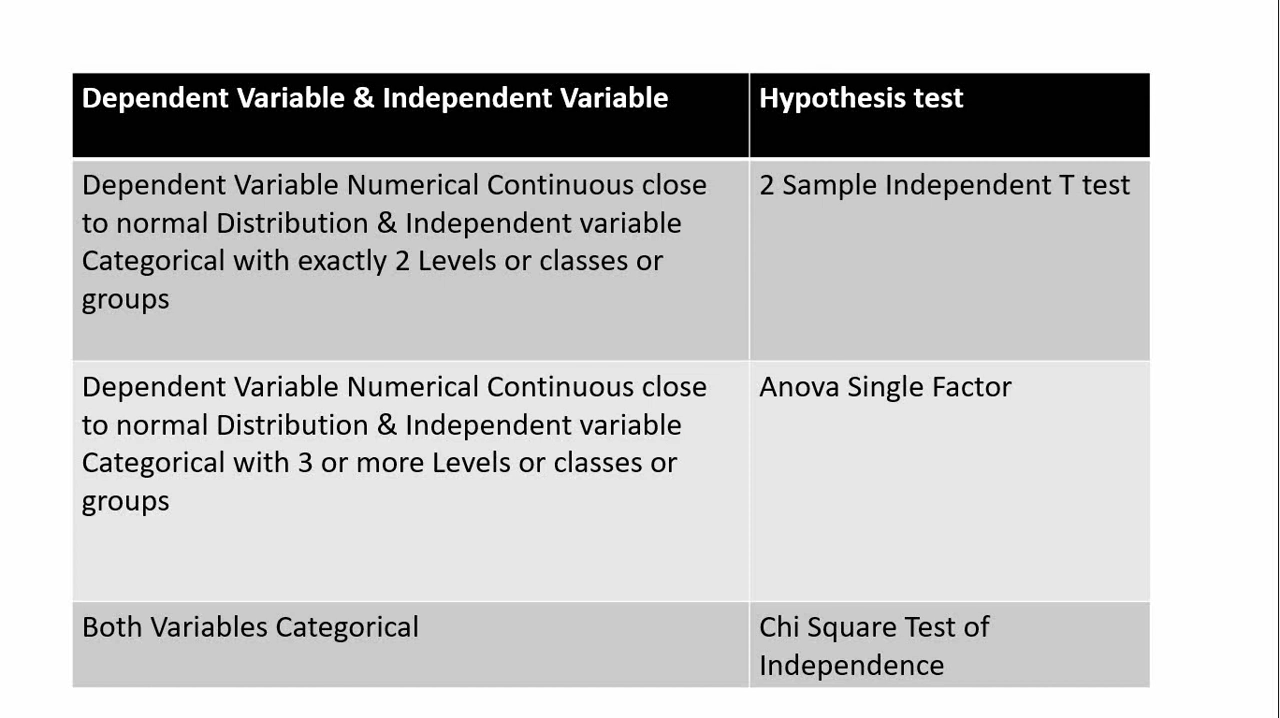 Dependent Variable & Independent Variable
Hypothesis test
Dependent Variable Numerical Continuous close
to normal Distribution & Independent variable
Categorical with exactly 2 Levels or classes or
groups
2 Sample Independent T test
Dependent Variable Numerical Continuous close
to normal Distribution & Independent variable
Categorical with 3 or more Levels or classes or
groups
Anova Single Factor
Both Variables Categorical
Chi Square Test of
Independence